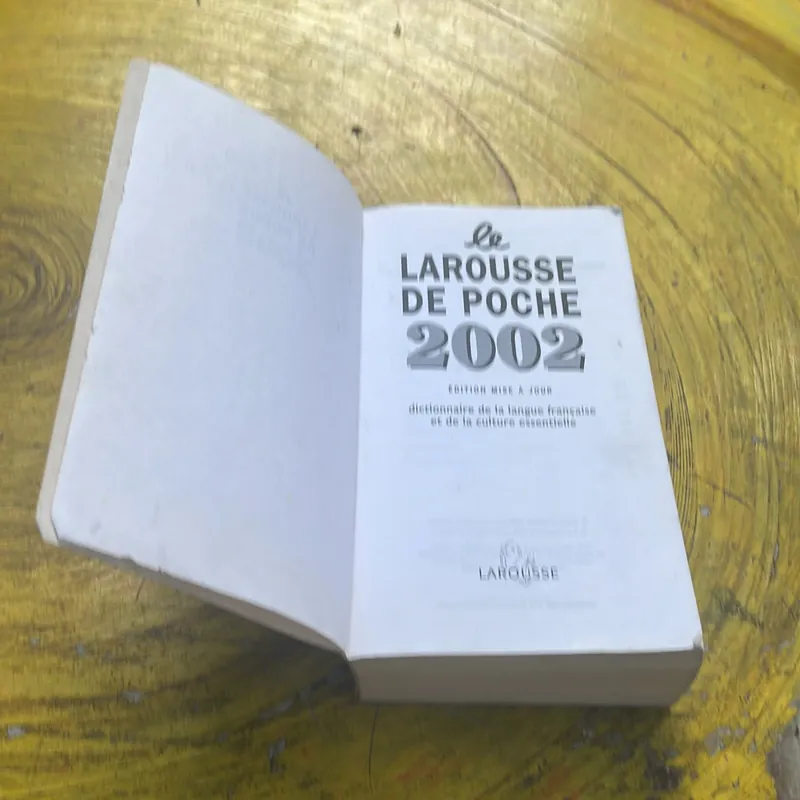 le
LAROUSSE
DE POCHE
2002
ÉDITION MISE À JOUR
dictionnaire de la langue française
et de la culture essentielle
LAROUSSE